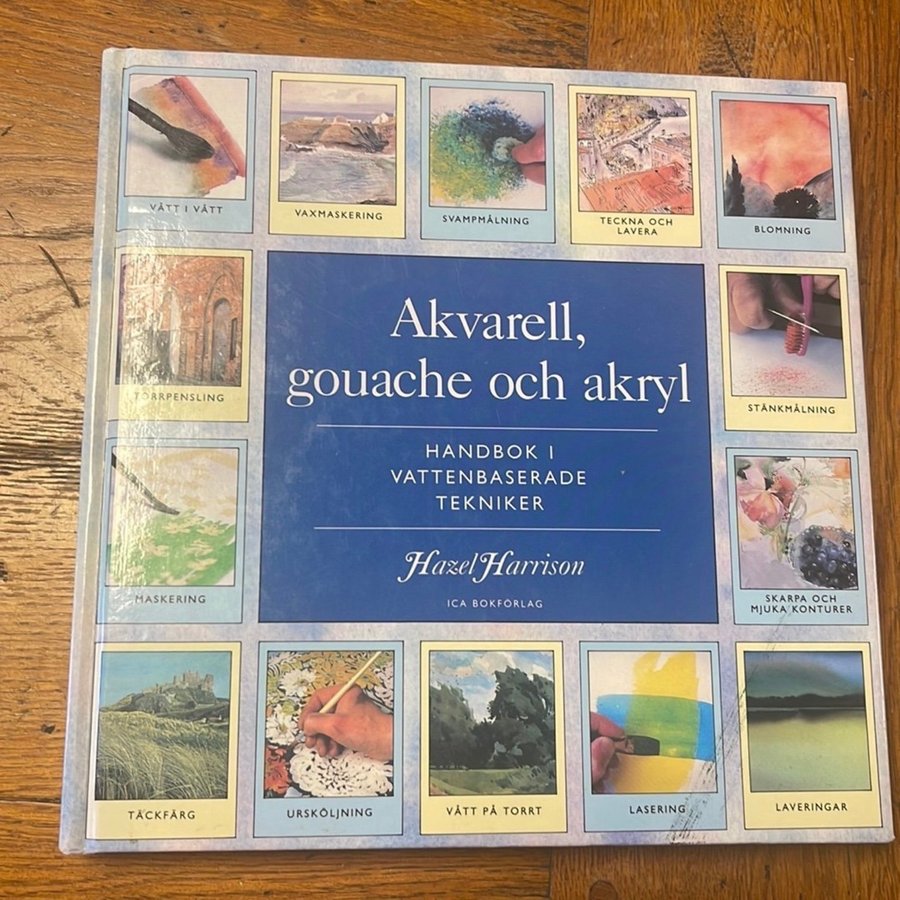 VÅTT I VÅTT
VAXMASKERING
SVAMPMÅLNING
TECKNA OCH
LAVERA
BLOMNING
TORRPENSLING
STÄNKMÅLNING
Akvarell,
gouache och akryl
HANDBOK I
VATTENBASERADE
TEKNIKER
Hazel Harrison
ICA BOKFÖRLAG
MASKERING
SKARPA OCH
MJUKA KONTURER
TÄCKFÄRG
URSKÖLJNING
VÅTT PÅ TORRT
LASERING
LAVERINGAR